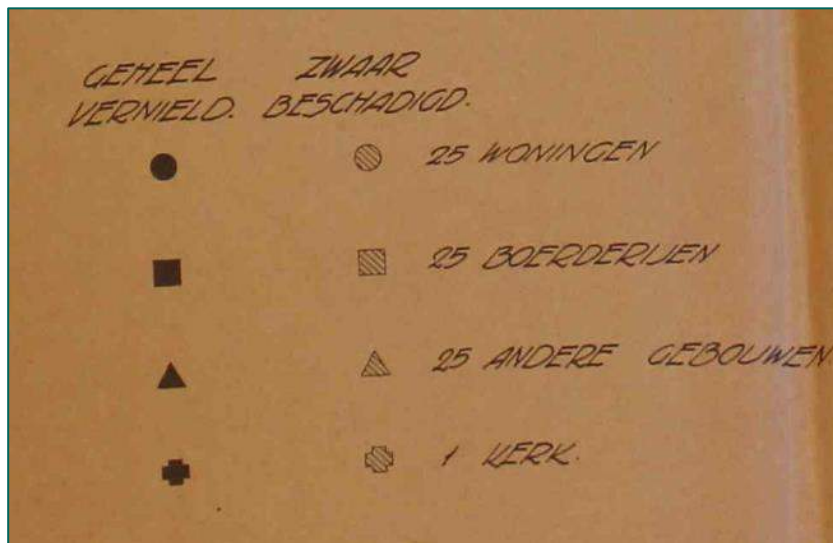 GEHEEL ZWAAR
VERNIELD. BESCHADIGD.
25 WONINGEN
25 BOERDERIJEN
25 ANDERE GEBOUWEN
1 KERK.